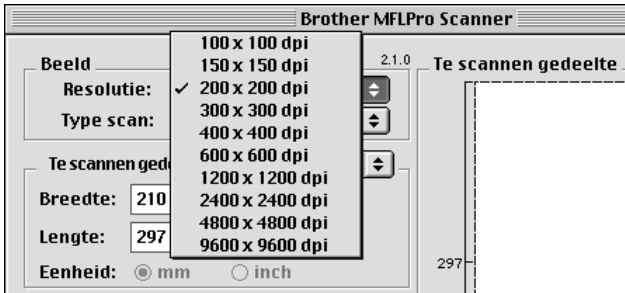 Brother MFLPro Scanner
Beeld
2.1.0
Resolutie:
Type scan:
100 x 100 dpi
150 x 150 dpi
✓ 200 x 200 dpi
300 x 300 dpi
400 x 400 dpi
600 x 600 dpi
1200 x 1200 dpi
2400 x 2400 dpi
4800 x 4800 dpi
9600 x 9600 dpi
Te scannen ged
Breedte: 210
Lengte: 297
Eenheid: mm inch
Te scannen gedeelte
297